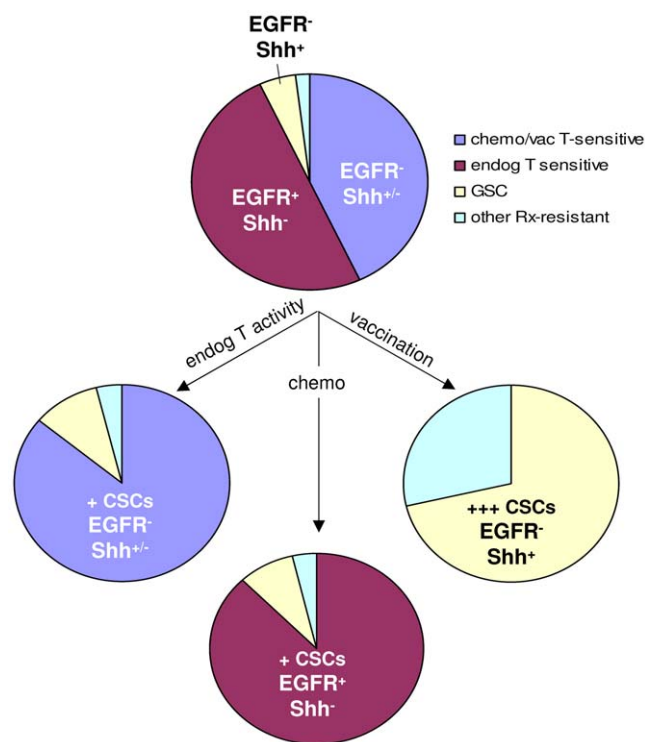 EGFR⁻
Shh⁺
EGFR⁻
Shh⁺/⁻
EGFR⁺
Shh⁻
chemo/vac T-sensitive
endog T sensitive
GSC
other Rx-resistant
endog T activity
chemo
vaccination
+ CSCs
EGFR⁻
Shh⁺/⁻
+++ CSCs
EGFR⁻
Shh⁺
+ CSCs
EGFR⁺
Shh⁻